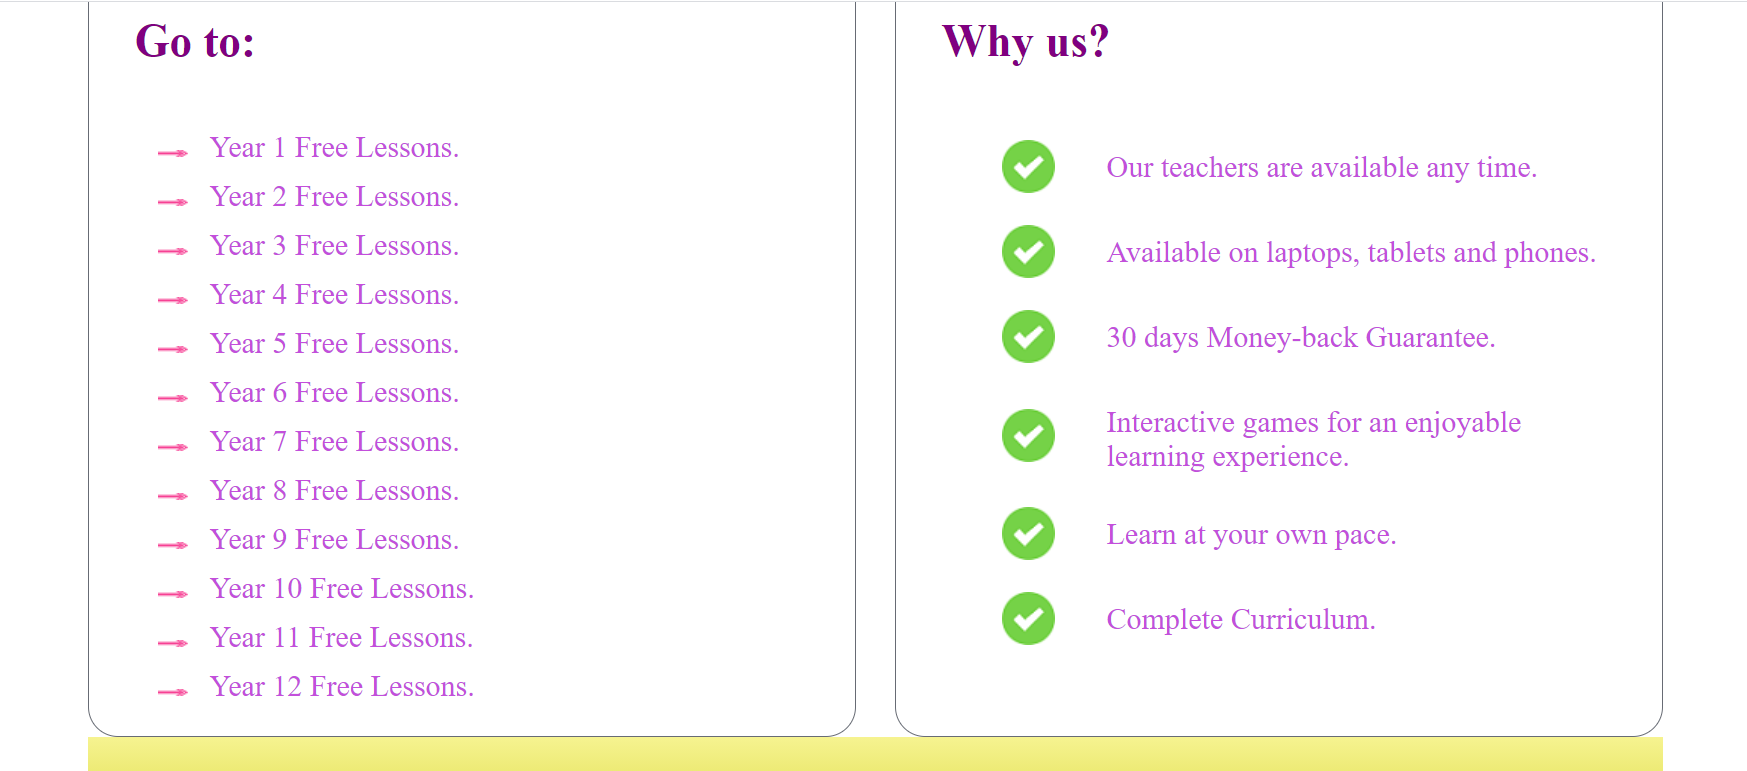 Go to:
Year 1 Free Lessons.
Year 2 Free Lessons.
Year 3 Free Lessons.
Year 4 Free Lessons.
Year 5 Free Lessons.
Year 6 Free Lessons.
Year 7 Free Lessons.
Year 8 Free Lessons.
Year 9 Free Lessons.
Year 10 Free Lessons.
Year 11 Free Lessons.
Year 12 Free Lessons.
Why us?
Our teachers are available any time.
Available on laptops, tablets and phones.
30 days Money-back Guarantee.
Interactive games for an enjoyable
learning experience.
Learn at your own pace.
Complete Curriculum.